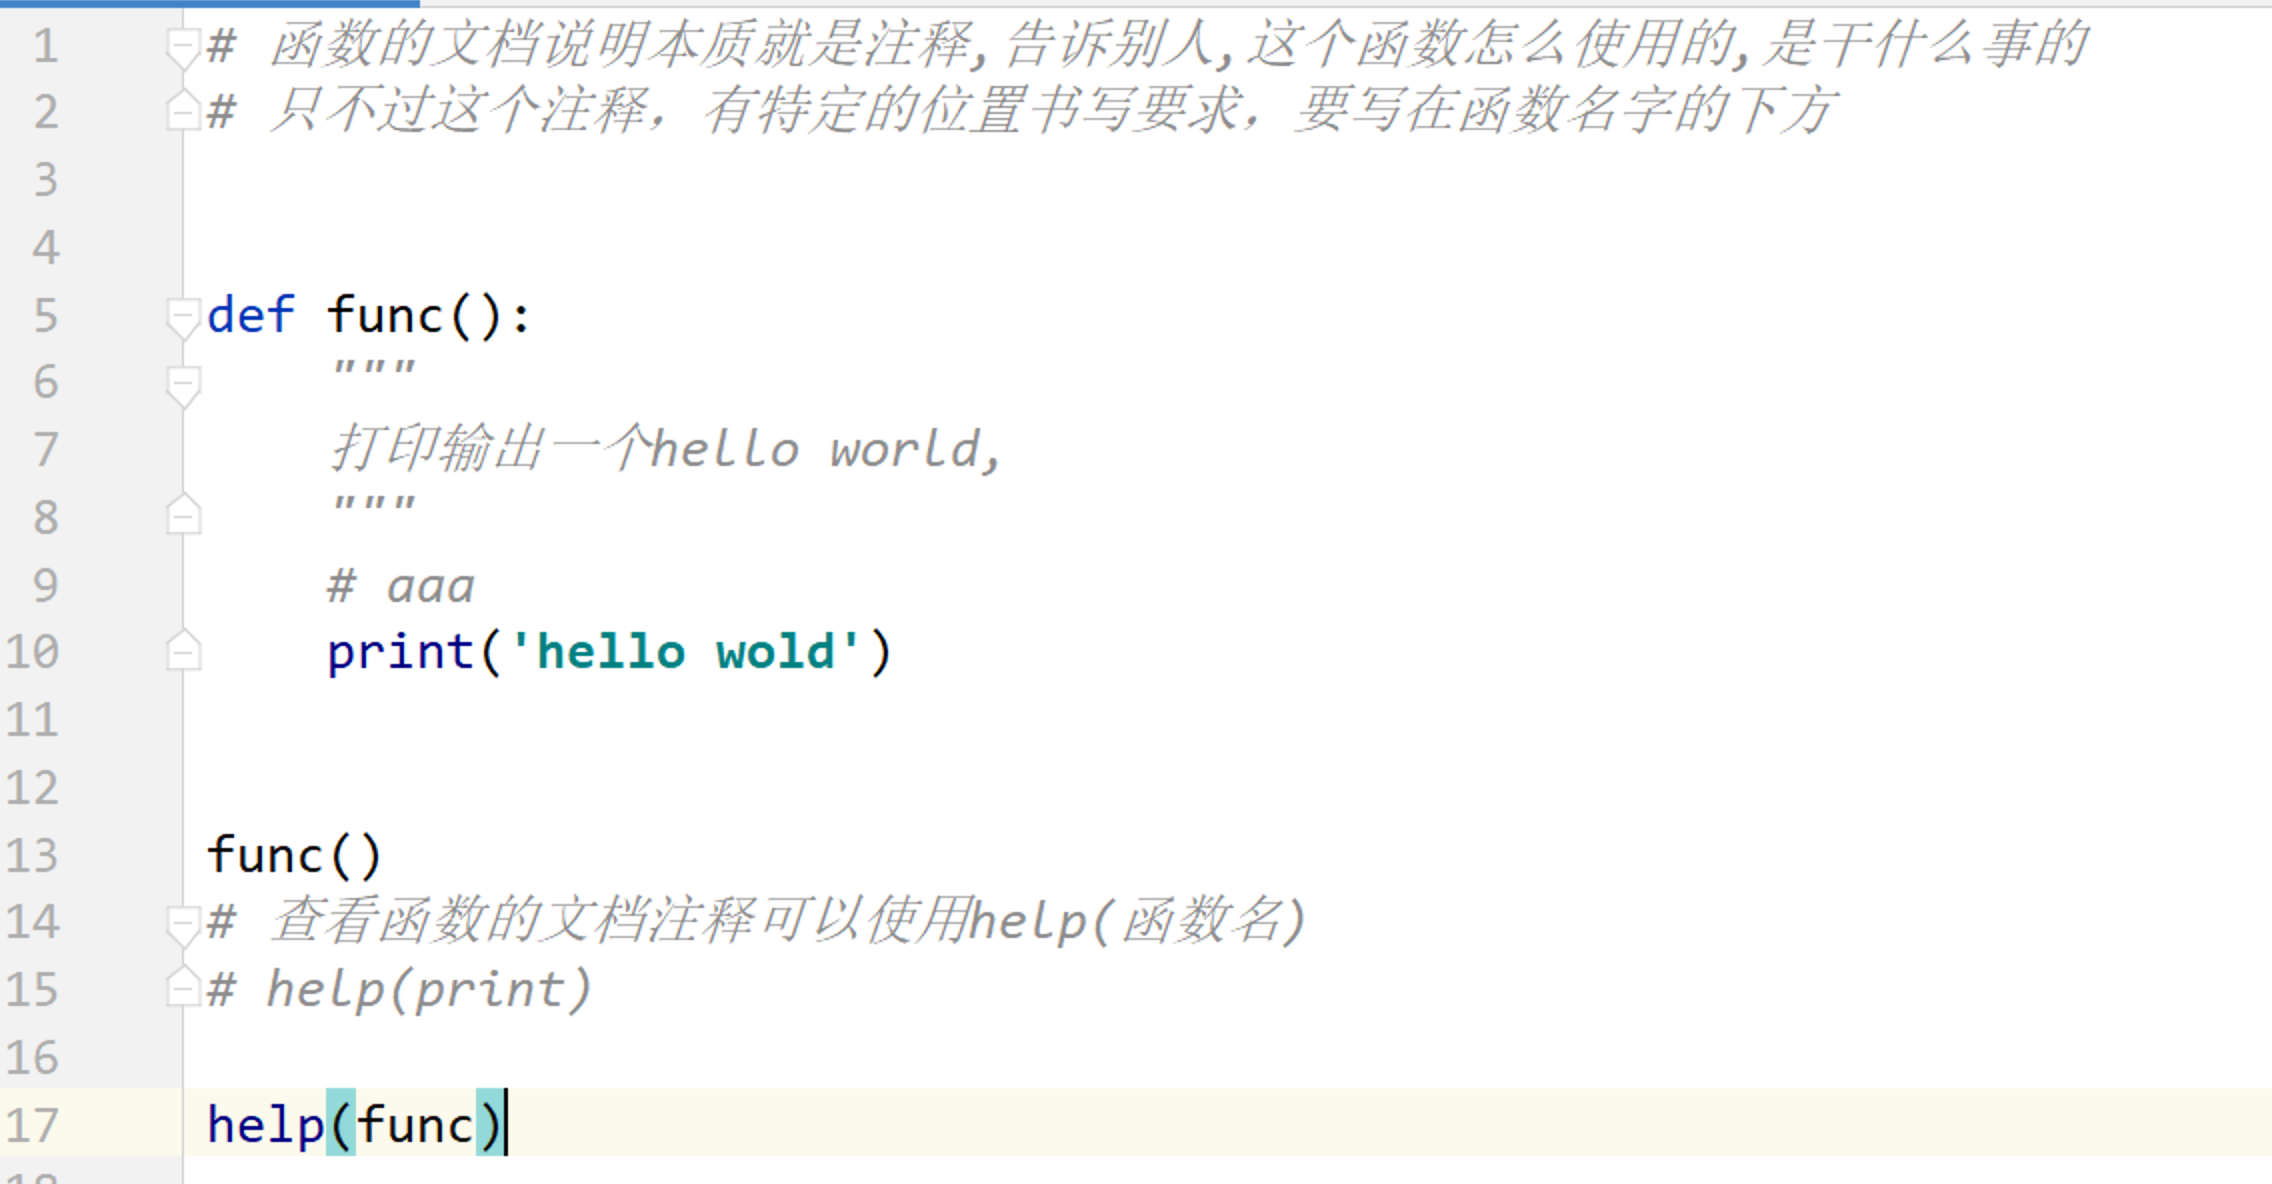 1 # 函数的文档说明本质就是注释,告诉别人,这个函数怎么使用的,是干什么事的
2 # 只不过这个注释，有特定的位置书写要求，要写在函数名字的下方
3
4
5 def func():
6     """
7     打印输出一个hello world,
8     """
9     # aaa
10     print('hello wold')
11
12
13 func()
14 # 查看函数的文档注释可以使用help(函数名)
15 # help(print)
16
17 help(func)
18